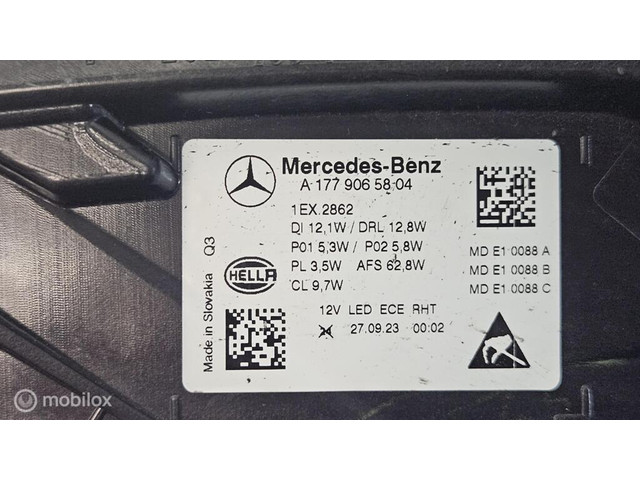 Mercedes-Benz
A 177 906 58 04
1EX.2862
DI 12,1W / DRL 12,8W
P01 5,3W / P02 5,8W
PL 3,5W AFS 62,8W
CL 9,7W
MD E1 0088 A
MD E1 0088 B
MD E1 0088 C
HELLA
12V LED ECE RHT
27.09.23 00:02
Made in Slovakia Q3
mobilox